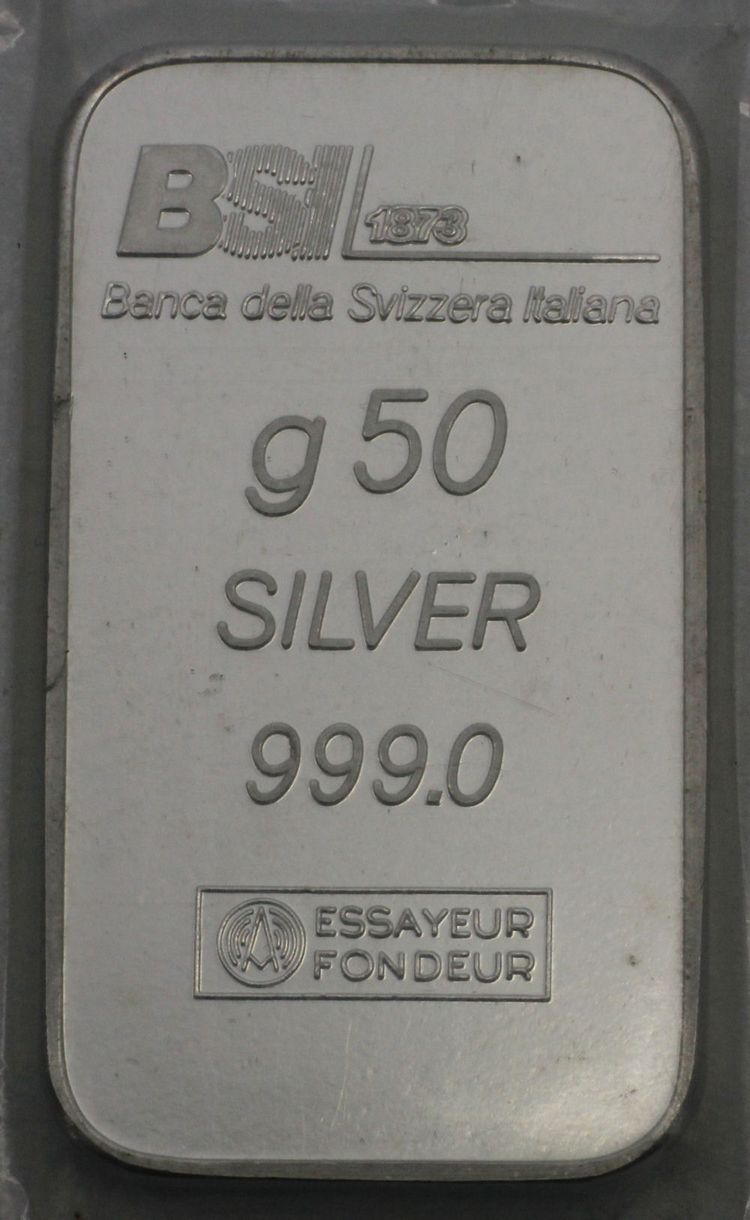 BSI 1873
Banca della Svizzera Italiana
g 50
SILVER
999.0
ESSAYEUR
FONDEUR